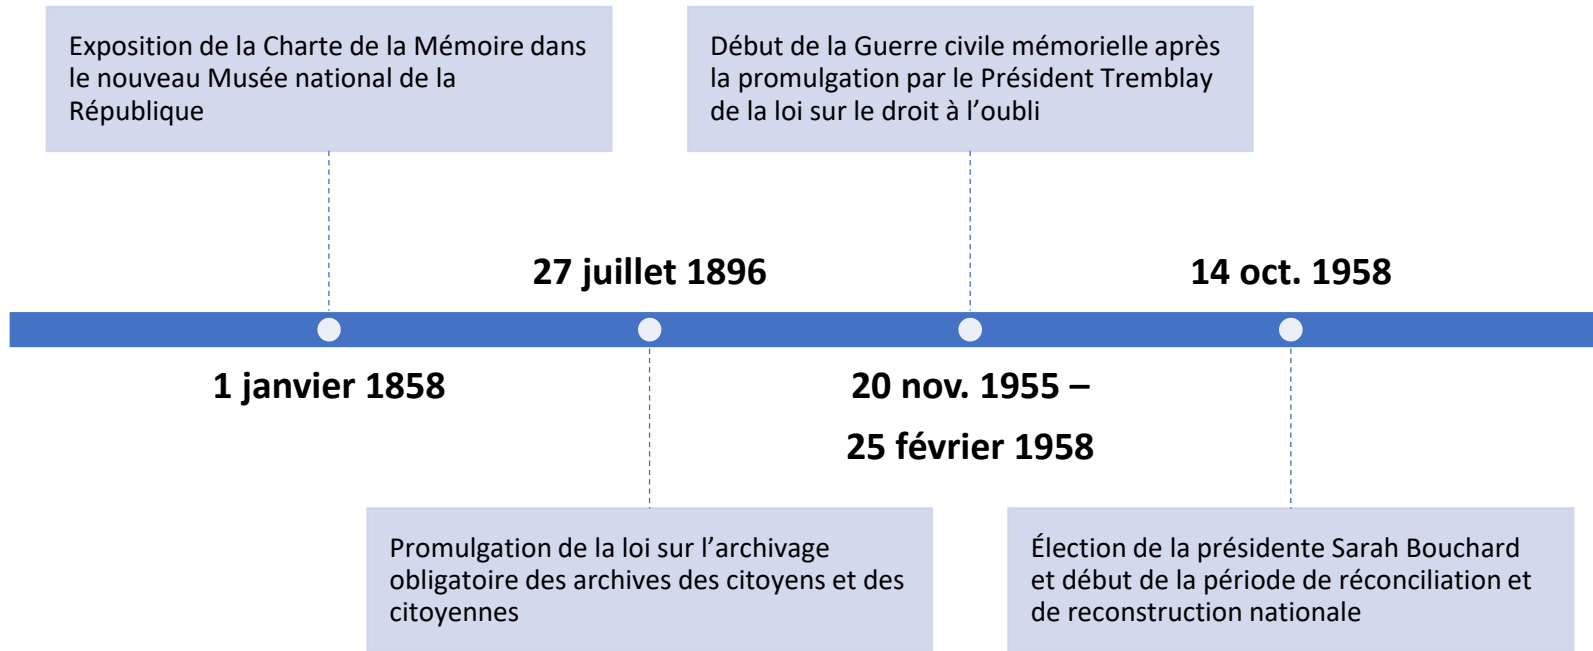 Exposition de la Charte de la Mémoire dans
le nouveau Musée national de la
République
Début de la Guerre civile mémorielle après
la promulgation par le Président Tremblay
de la loi sur le droit à l’oubli
27 juillet 1896
14 oct. 1958
1 janvier 1858
20 nov. 1955 –
25 février 1958
Promulgation de la loi sur l’archivage
obligatoire des archives des citoyens et des
citoyennes
Élection de la présidente Sarah Bouchard
et début de la période de réconciliation et
de reconstruction nationale